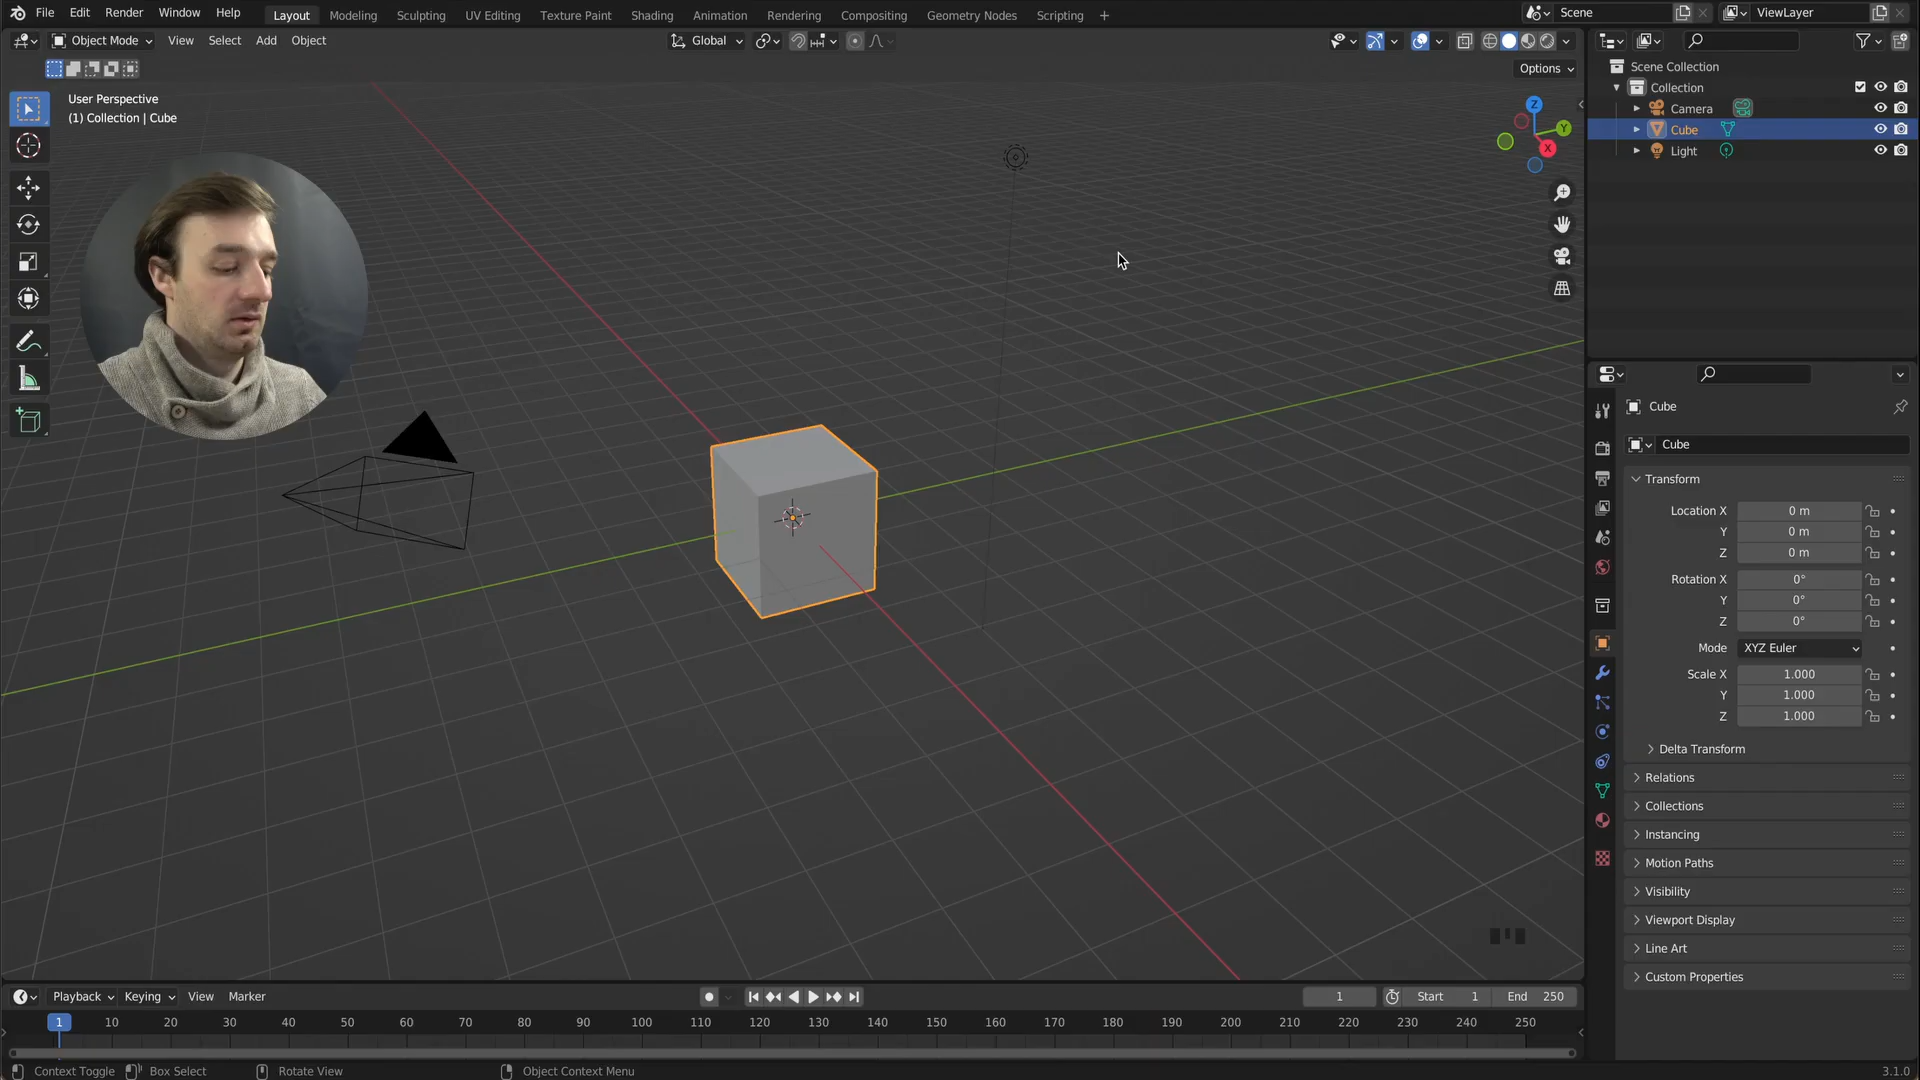 File Edit Render Window Help Layout Modeling Sculpting UV Editing Texture Paint Shading Animation Rendering Compositing Geometry Nodes Scripting + Scene ViewLayer
Object Mode View Select Add Object Global
Options
User Perspective
(1) Collection | Cube
Z
Y
X
Scene Collection
Collection
Camera
Cube
Light
Cube
Cube
Transform
Location X 0 m
Y 0 m
Z 0 m
Rotation X 0°
Y 0°
Z 0°
Mode XYZ Euler
Scale X 1.000
Y 1.000
Z 1.000
Delta Transform
Relations
Collections
Instancing
Motion Paths
Visibility
Viewport Display
Line Art
Custom Properties
Playback Keying View Marker 1 Start 1 End 250
1 10 20 30 40 50 60 70 80 90 100 110 120 130 140 150 160 170 180 190 200 210 220 230 240 250
Context Toggle Box Select Rotate View Object Context Menu 3.1.0